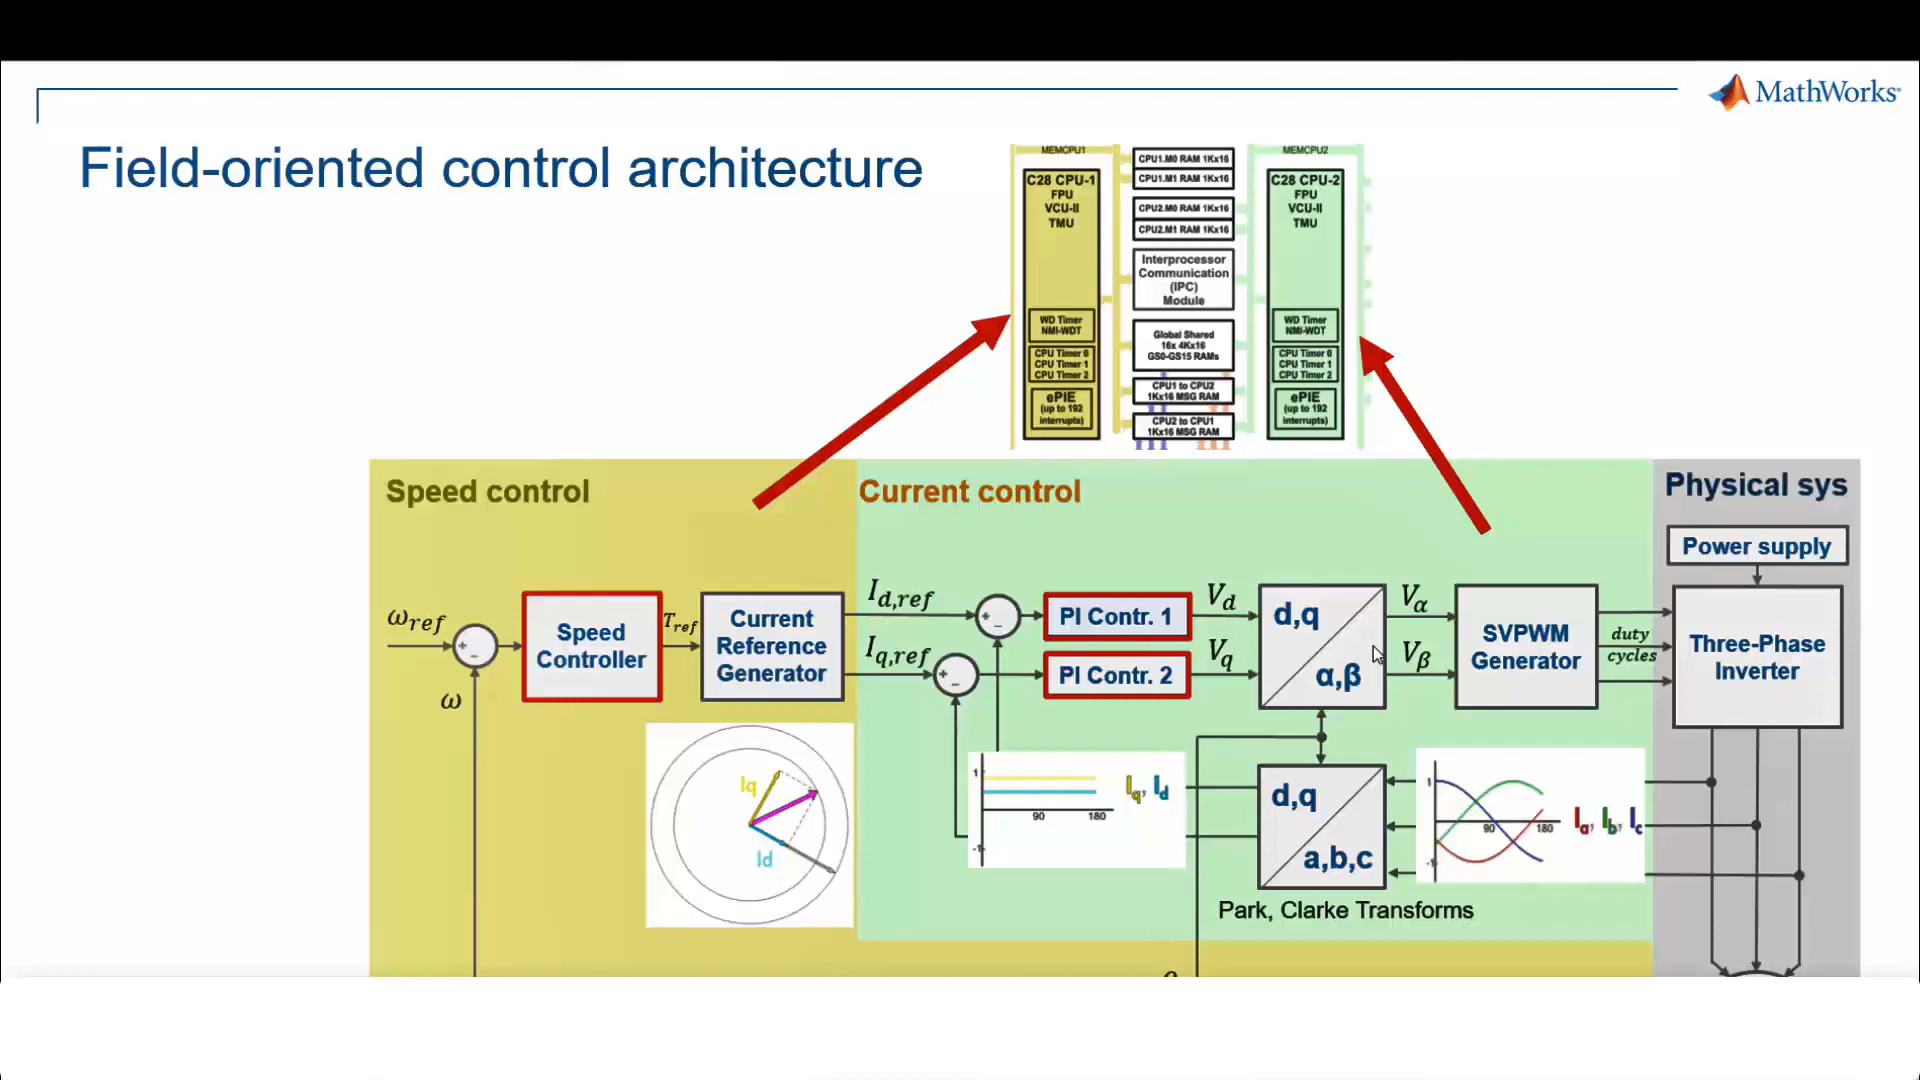 MathWorks®
Field-oriented control architecture
MEMCPU1
MEMCPU2
C28 CPU-1
FPU
VCU-II
TMU
WD Timer
NMI-WDT
CPU Timer 0
CPU Timer 1
CPU Timer 2
ePIE
(up to 192
interrupts)
CPU1.M0 RAM 1Kx16
CPU1.M1 RAM 1Kx16
CPU2.M0 RAM 1Kx16
CPU2.M1 RAM 1Kx16
Interprocessor
Communication
(IPC)
Module
Global Shared
16x 4Kx16
GS0-GS15 RAMs
CPU1 to CPU2
1Kx16 MSG RAM
CPU2 to CPU1
1Kx16 MSG RAM
C28 CPU-2
FPU
VCU-II
TMU
WD Timer
NMI-WDT
CPU Timer 0
CPU Timer 1
CPU Timer 2
ePIE
(up to 192
interrupts)
Speed control
Current control
Physical sys
Power supply
ωref
+
−
ω
Speed
Controller
Tref
Current
Reference
Generator
Id,ref
Iq,ref
+
−
+
−
PI Contr. 1
PI Contr. 2
Vd
Vq
d,q
α,β
Vα
Vβ
SVPWM
Generator
duty
cycles
Three-Phase
Inverter
Iq
Id
1
90
180
-1
Iq, Id
d,q
a,b,c
1
90
180
-1
Ia, Ib, Ic
Park, Clarke Transforms